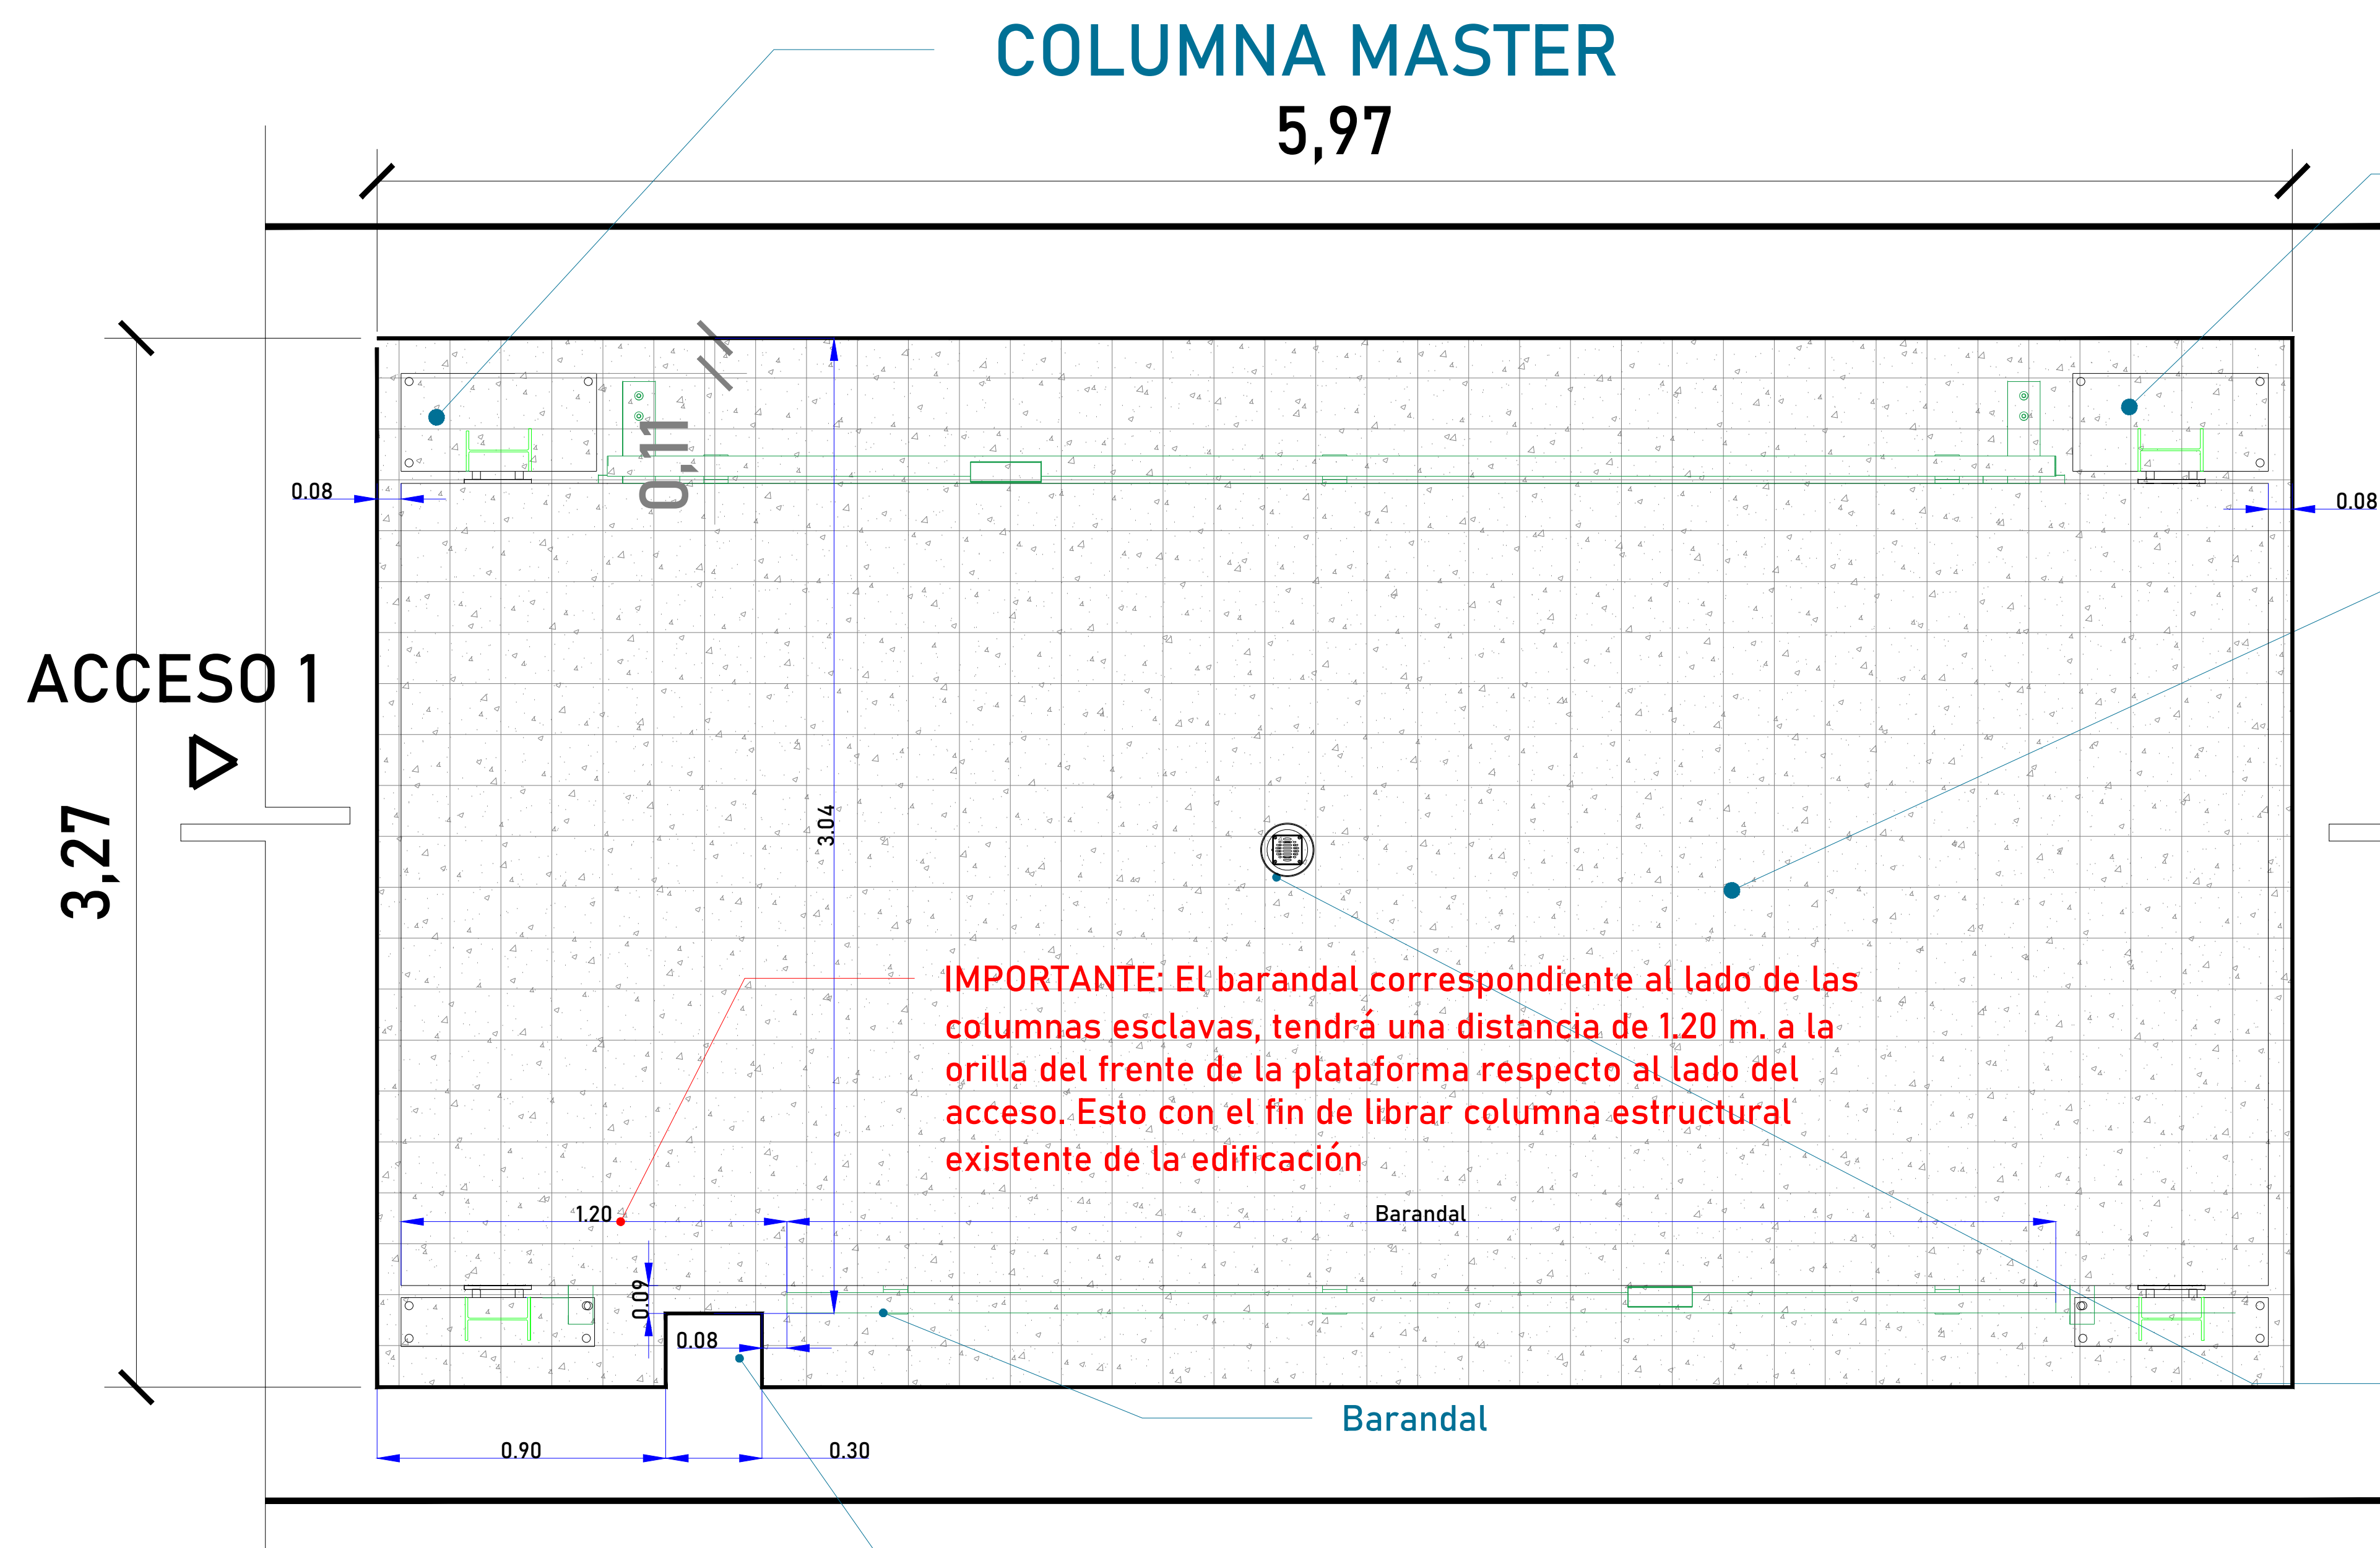 COLUMNA MASTER
5,97
0,11
0.08
0.08
ACCESO 1
3,27
3.04
IMPORTANTE: El barandal correspondiente al lado de las
columnas esclavas, tendrá una distancia de 1.20 m. a la
orilla del frente de la plataforma respecto al lado del
acceso. Esto con el fin de librar columna estructural
existente de la edificación
1.20
Barandal
0.09
0.08
Barandal
0.90
0.30